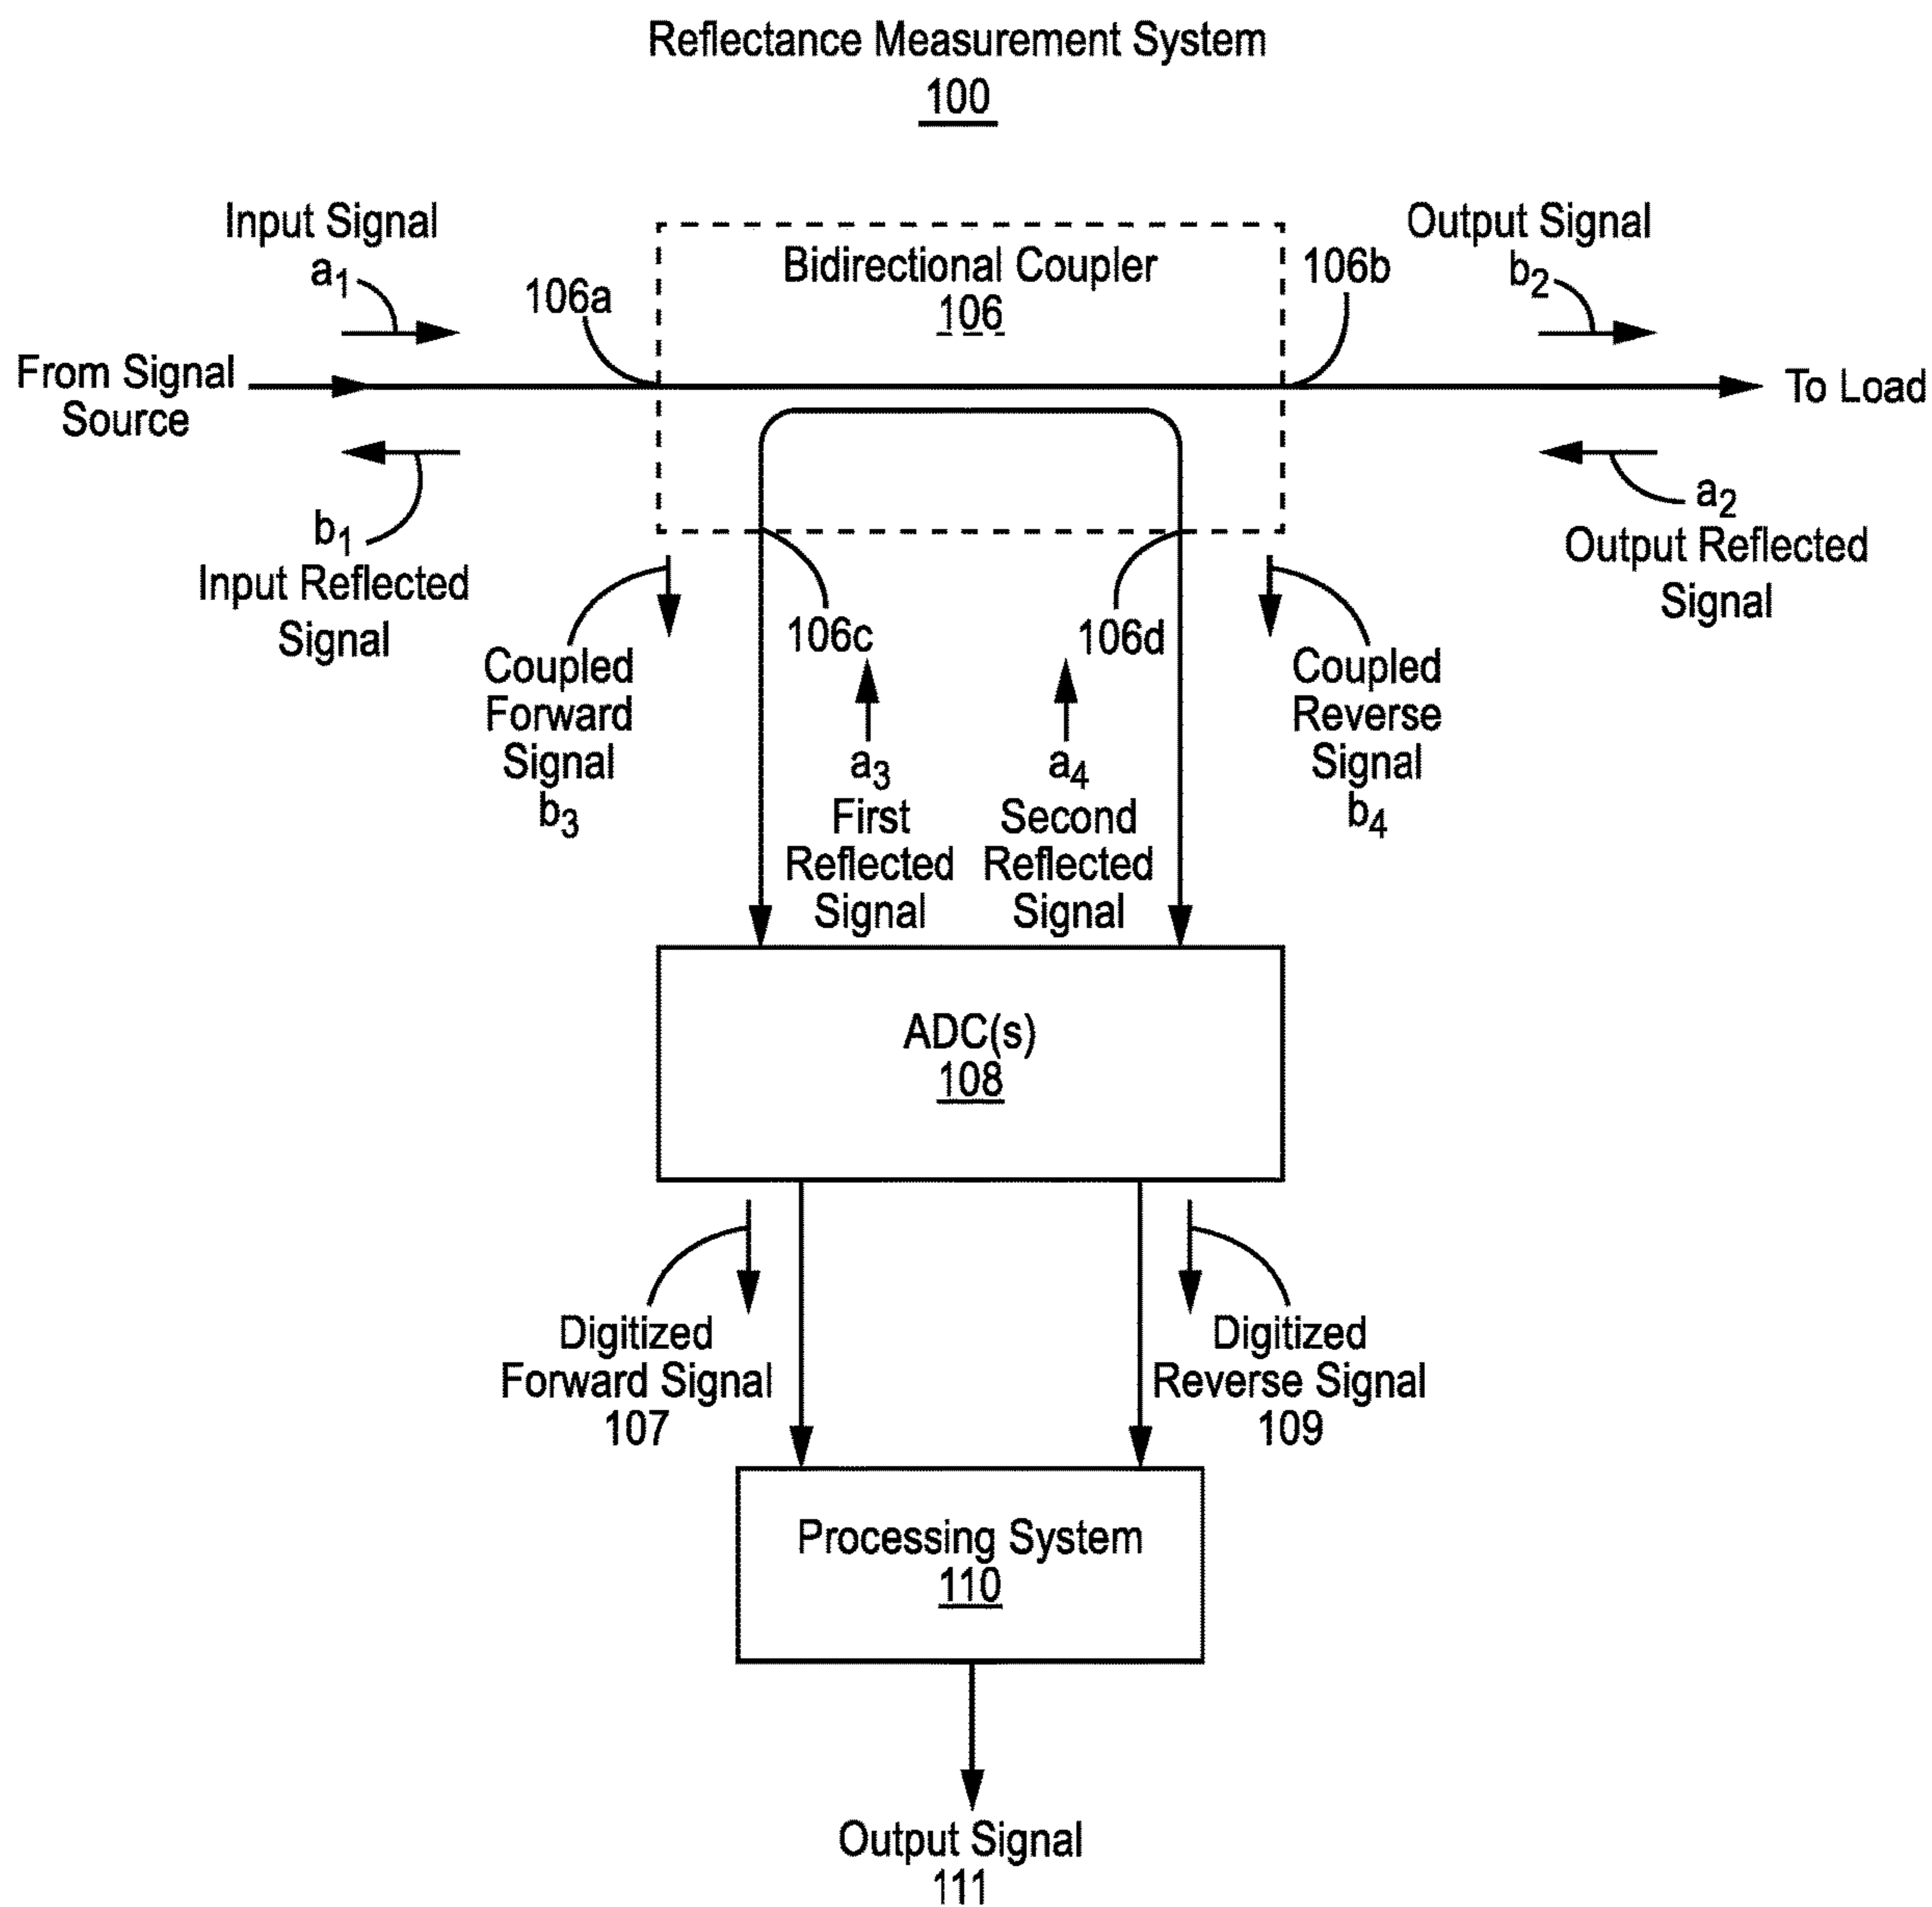 Reflectance Measurement System
100
Input Signal
a1
106a
Bidirectional Coupler
106
106b
Output Signal
b2
From Signal
Source
To Load
b1
Input Reflected
Signal
a2
Output Reflected
Signal
106c
106d
Coupled
Forward
Signal
b3
a3
First
Reflected
Signal
a4
Second
Reflected
Signal
Coupled
Reverse
Signal
b4
ADC(s)
108
Digitized
Forward Signal
107
Digitized
Reverse Signal
109
Processing System
110
Output Signal
111